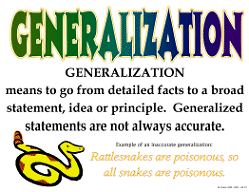 GENERALIZATION
GENERALIZATION
means to go from detailed facts to a broad
statement, idea or principle. Generalized
statements are not always accurate.
Example of an inaccurate generalization:
Rattlesnakes are poisonous, so
all snakes are poisonous.